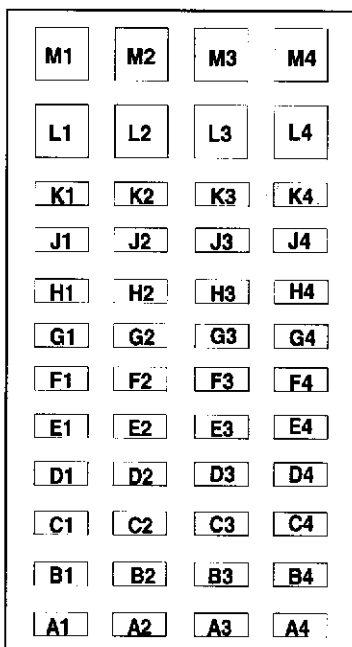 M1 M2 M3 M4
L1 L2 L3 L4
K1 K2 K3 K4
J1 J2 J3 J4
H1 H2 H3 H4
G1 G2 G3 G4
F1 F2 F3 F4
E1 E2 E3 E4
D1 D2 D3 D4
C1 C2 C3 C4
B1 B2 B3 B4
A1 A2 A3 A4